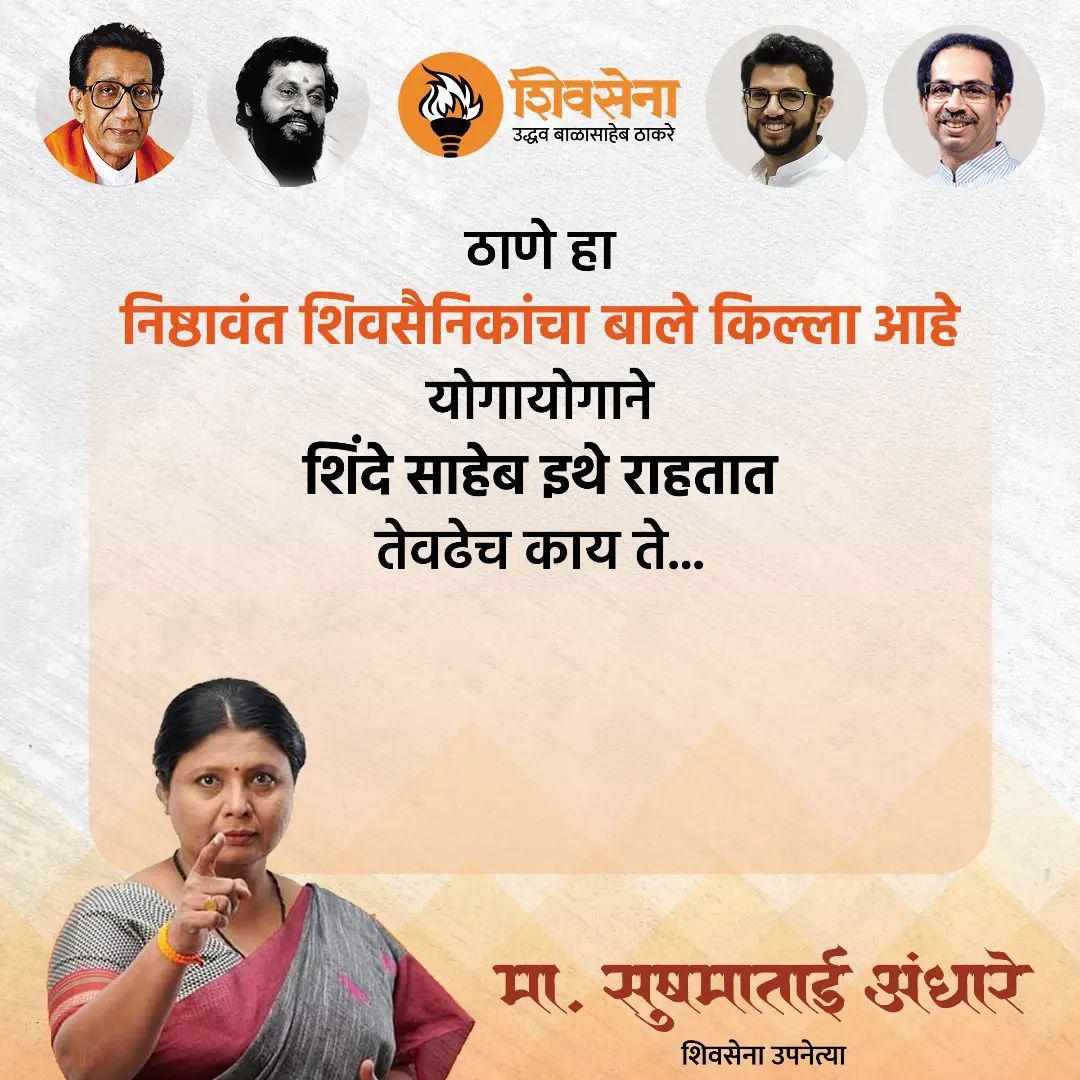 शिवसेना
उद्धव बाळासाहेब ठाकरे
ठाणे हा
निष्ठावंत शिवसैनिकांचा बाले किल्ला आहे
योगायोगाने
शिंदे साहेब इथे राहतात
तेवढेच काय ते...
मा. सुषमाताई अंधारे
शिवसेना उपनेत्या